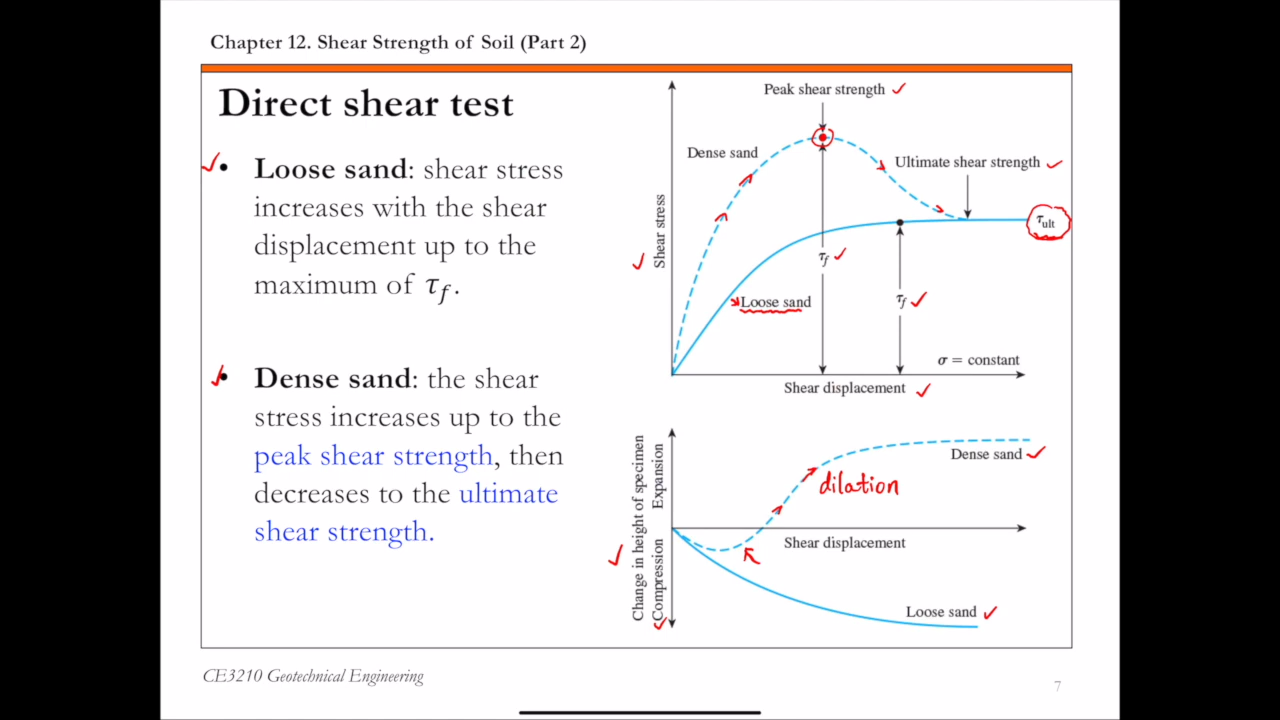 Chapter 12. Shear Strength of Soil (Part 2)
Direct shear test
• Loose sand: shear stress
increases with the shear
displacement up to the
maximum of τf.
• Dense sand: the shear
stress increases up to the
peak shear strength, then
decreases to the ultimate
shear strength.
Peak shear strength
Dense sand
Ultimate shear strength
τult
Shear stress
τf
Loose sand
τf
σ = constant
Shear displacement
Change in height of specimen
Compression Expansion
Dense sand
dilation
Shear displacement
Loose sand
CE3210 Geotechnical Engineering
7